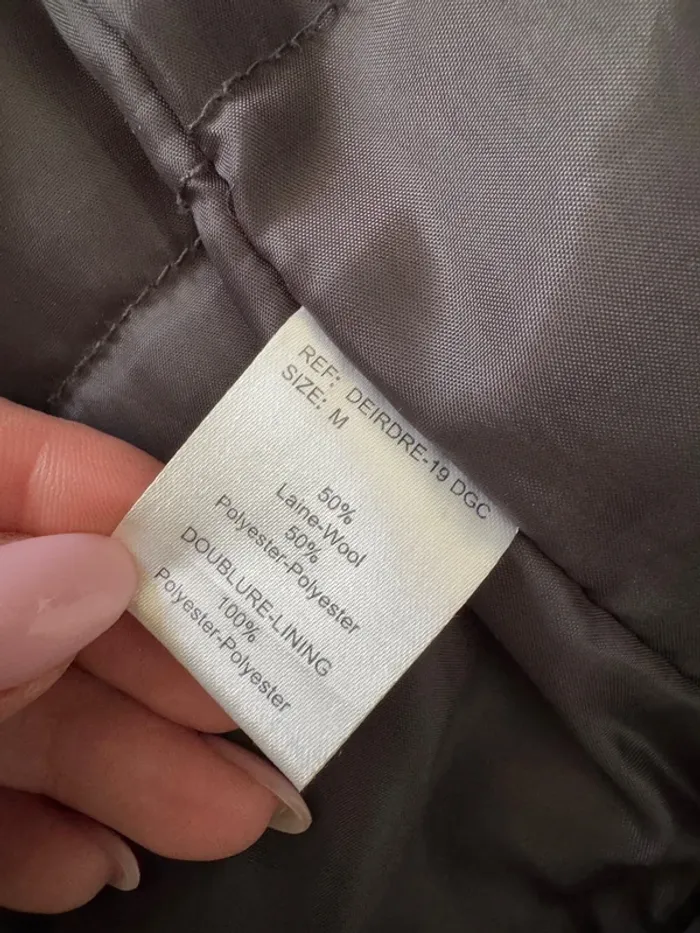 REF: DEIRDRE-19 DGC
SIZE: M
50%
Laine-Wool
50%
Polyester-Polyester
DOUBLURE-LINING
100%
Polyester-Polyester